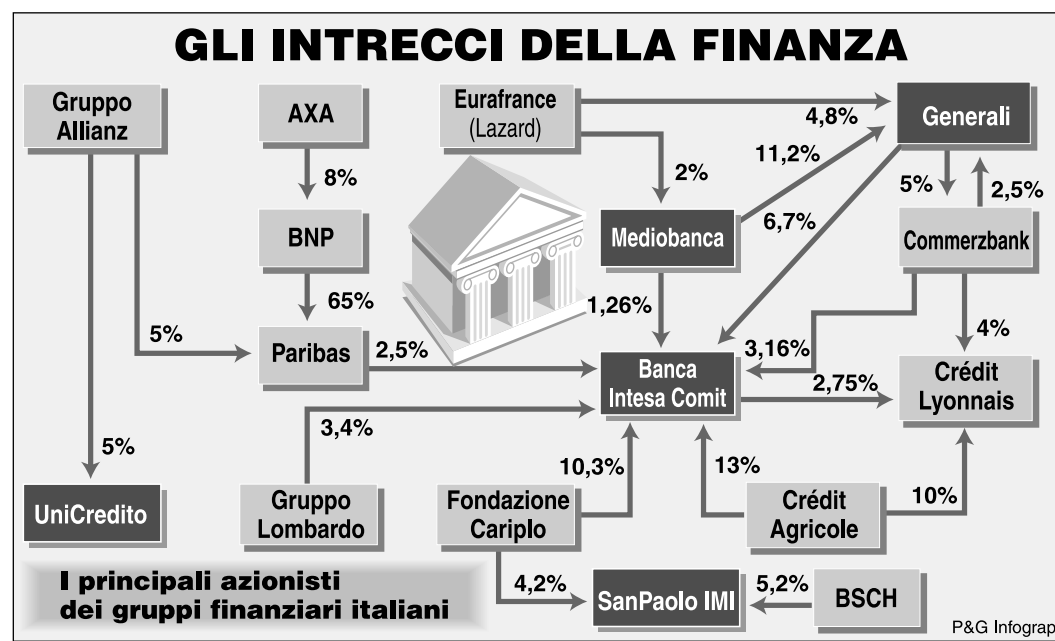 GLI INTRECCI DELLA FINANZA
Gruppo
Allianz
AXA
Eurafrance
(Lazard)
Generali
4,8%
11,2%
8%
2%
5%
2,5%
BNP
Mediobanca
6,7%
Commerzbank
65%
1,26%
5%
Paribas
2,5%
Banca
Intesa Comit
3,16%
4%
2,75%
Crédit
Lyonnais
3,4%
5%
10,3%
13%
10%
UniCredito
Gruppo
Lombardo
Fondazione
Cariplo
Crédit
Agricole
I principali azionisti
dei gruppi finanziari italiani
4,2%
SanPaolo IMI
5,2%
BSCH
P&G Infograp